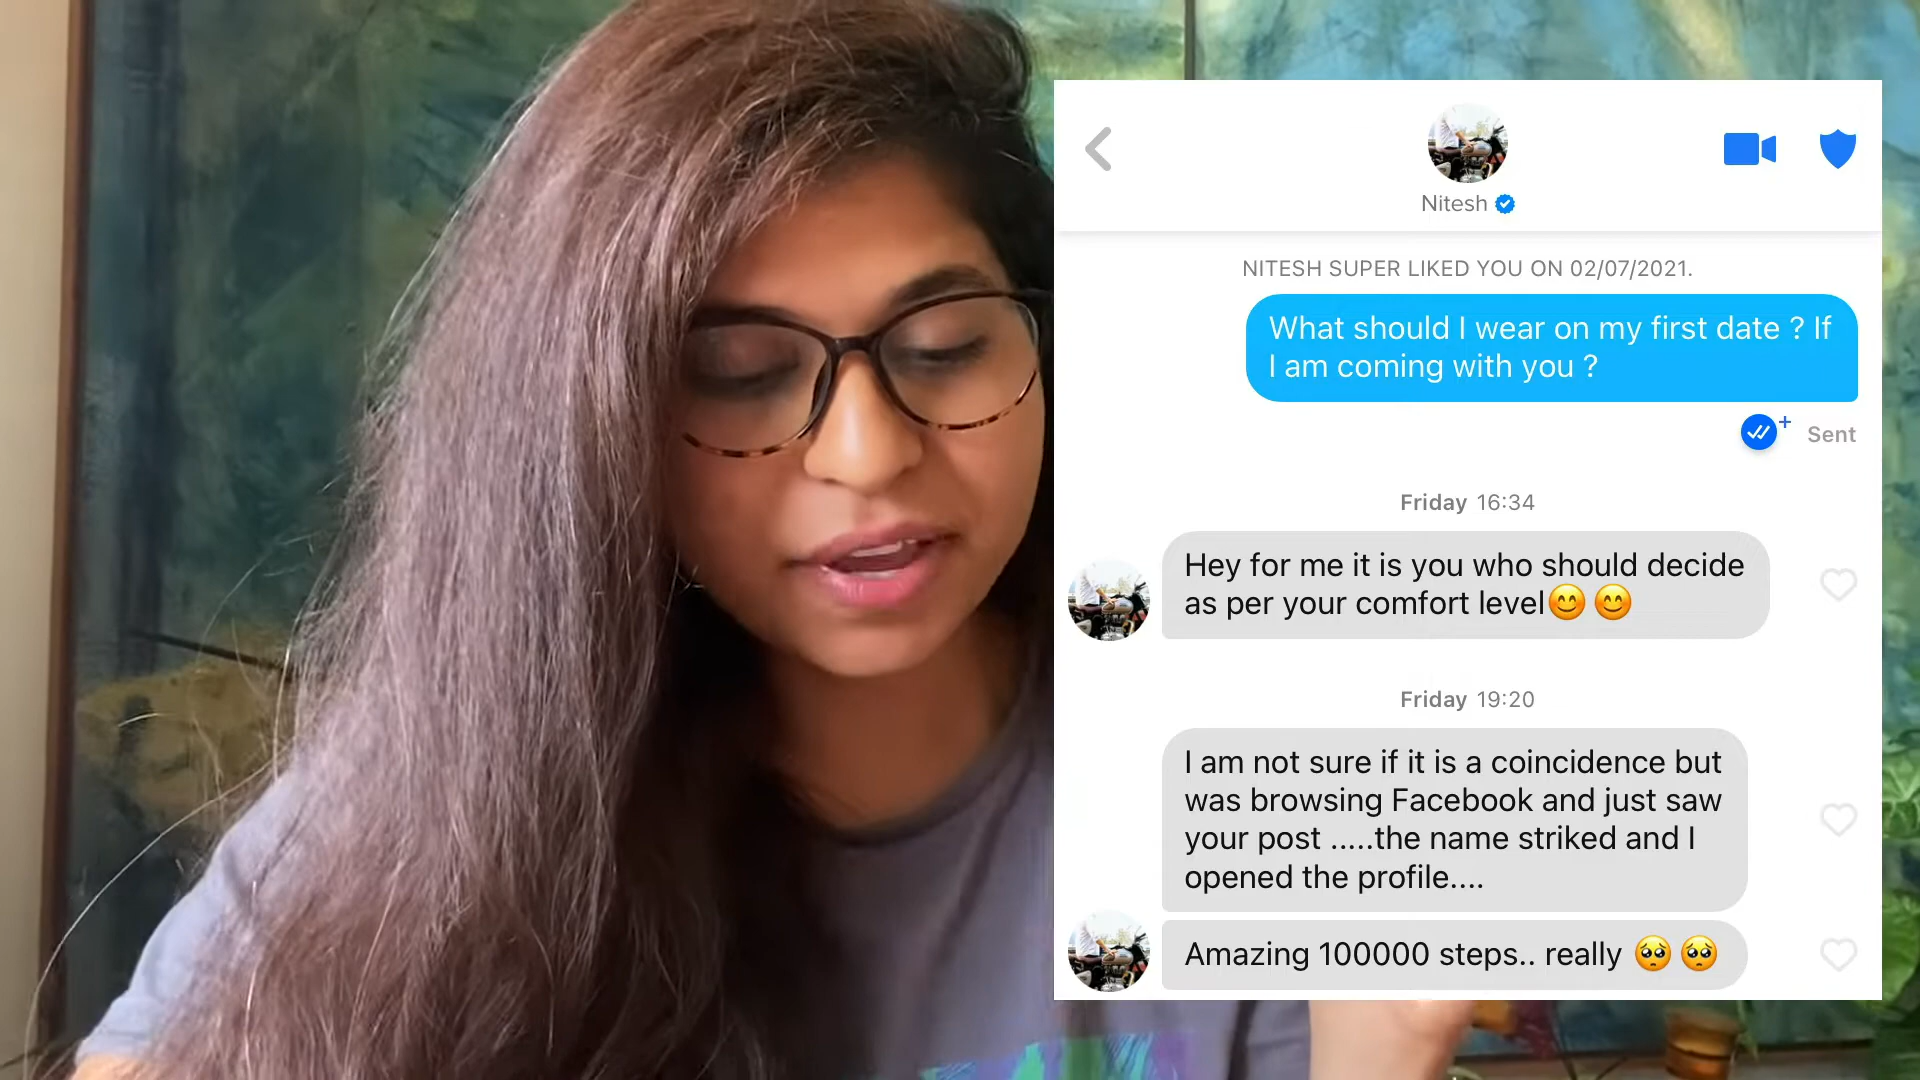 Nitesh
NITESH SUPER LIKED YOU ON 02/07/2021.
What should I wear on my first date ? If
I am coming with you ?
Sent
Friday 16:34
Hey for me it is you who should decide
as per your comfort level😊 😊
Friday 19:20
I am not sure if it is a coincidence but
was browsing Facebook and just saw
your post .....the name striked and I
opened the profile....
Amazing 100000 steps.. really 🥺 🥺